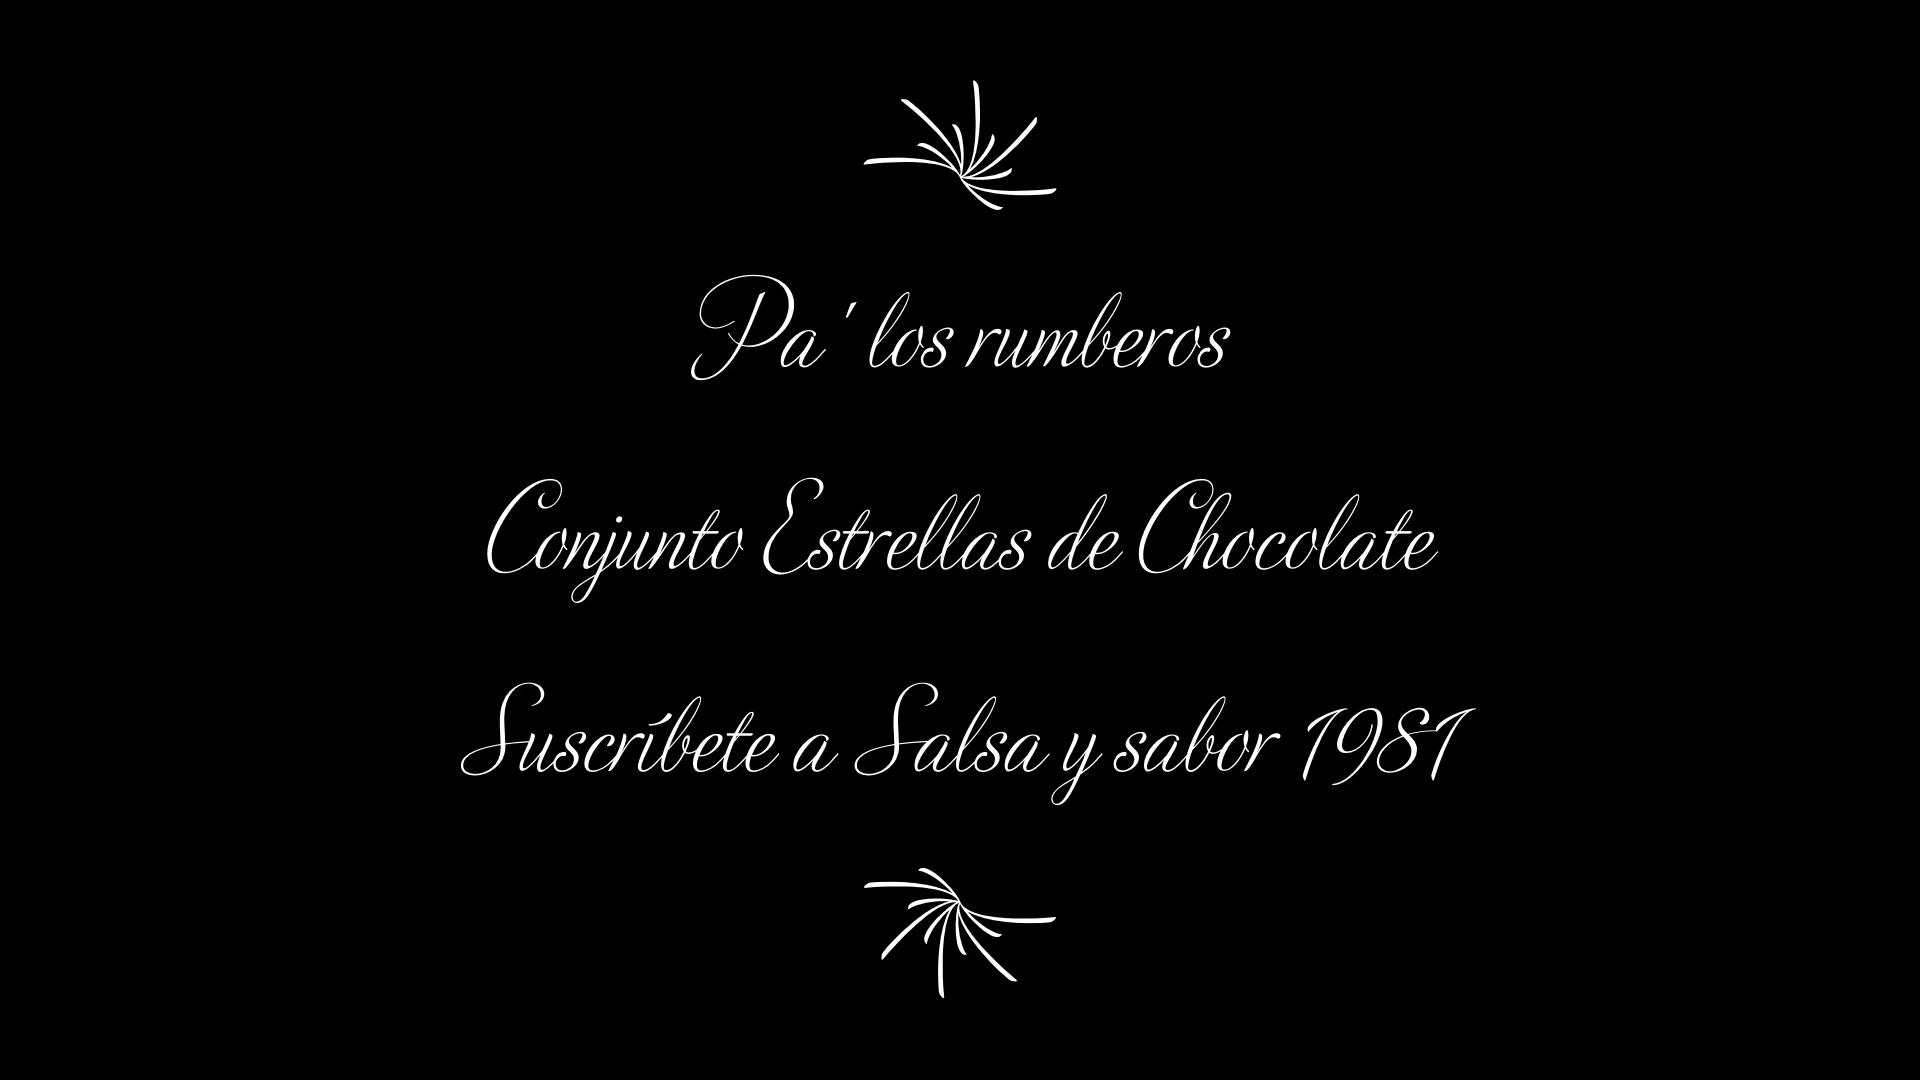 Pa' los rumberos
Conjunto Estrellas de Chocolate
Suscríbete a Salsa y sabor 1981